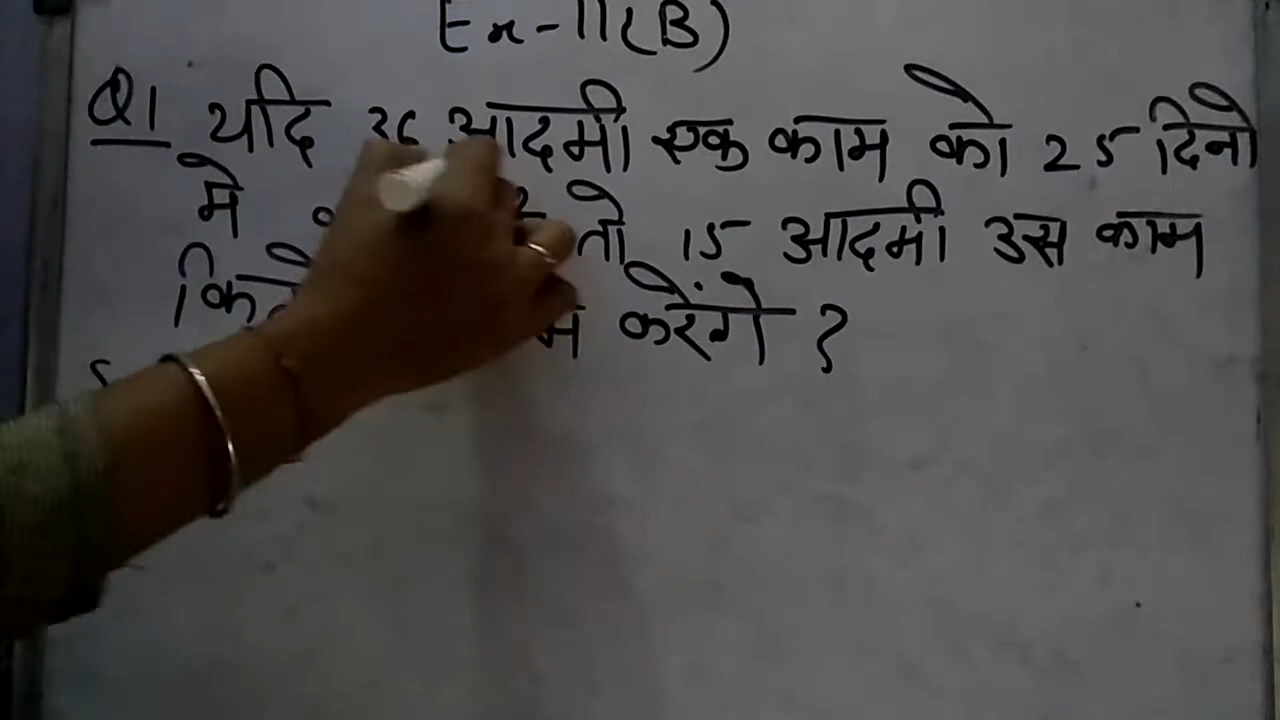 Ex-11(B)
Q1 यदि 36 आदमी एक काम को 25 दिनो
मे तो 15 आदमी उस काम
करेंगे ?